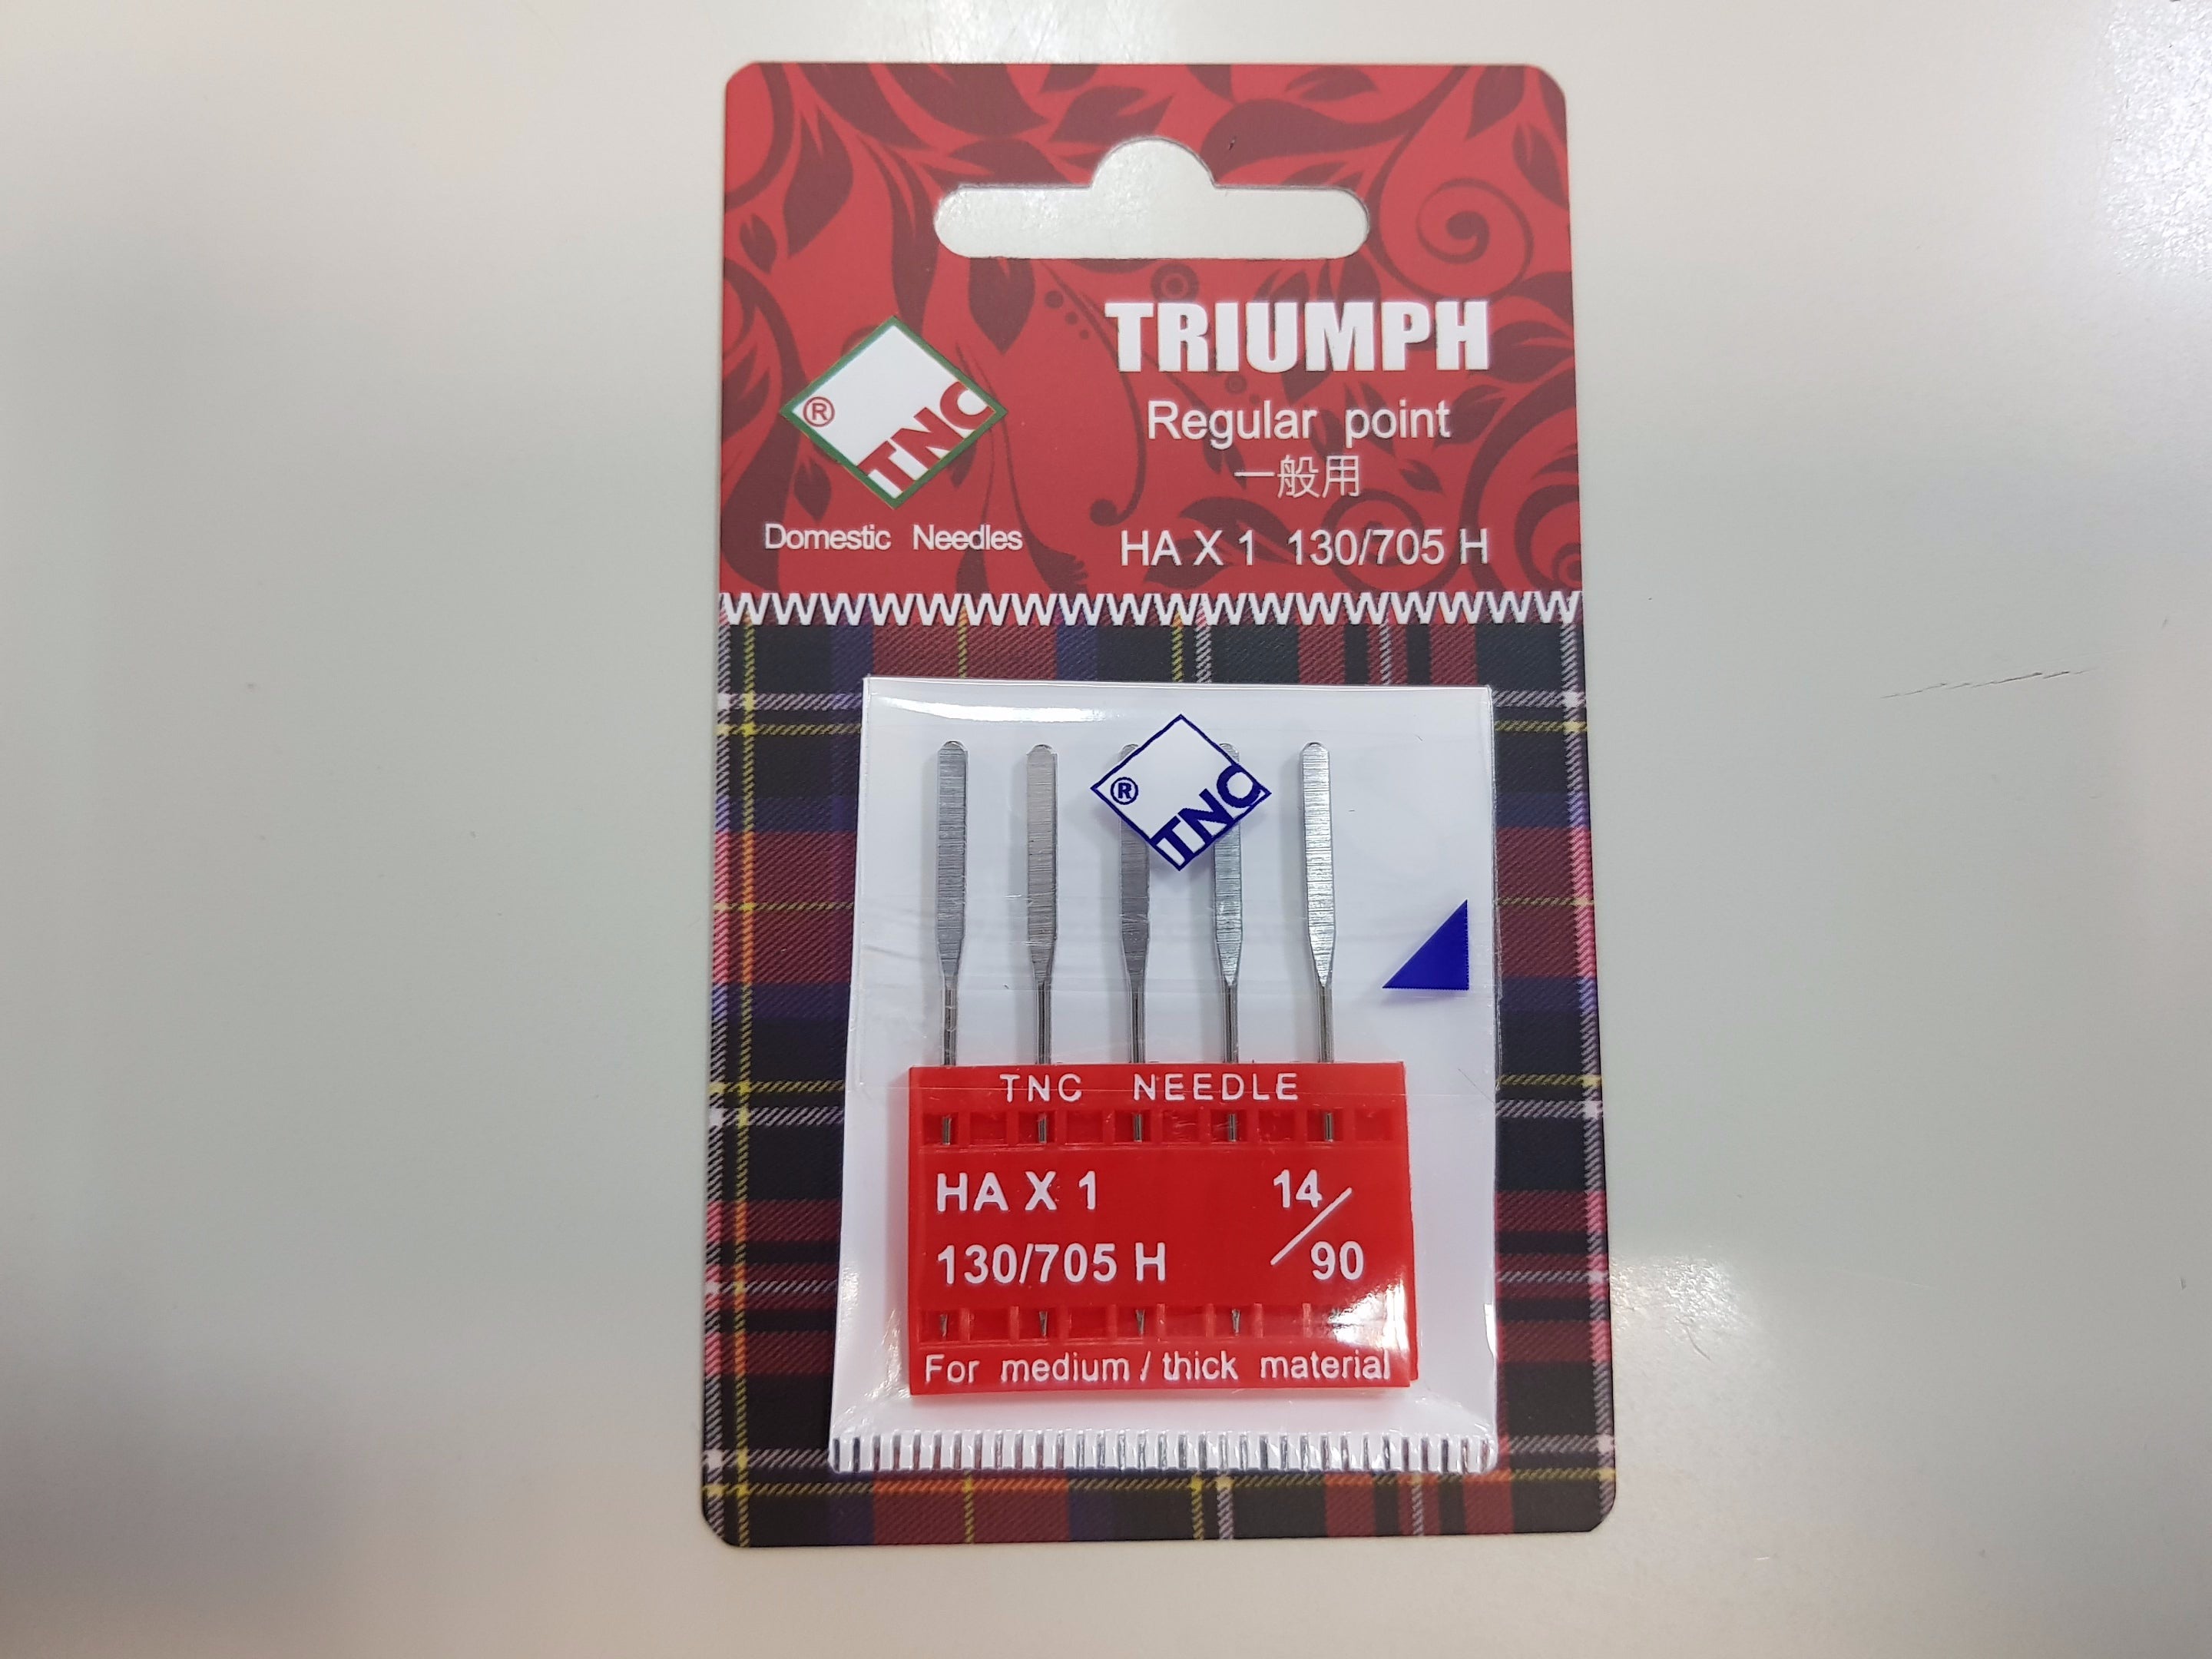 TRIUMPH
® TNC
Regular point
一般用
Domestic Needles
HA X 1 130/705 H
® TNC
TNC NEEDLE
HA X 1 14/90
130/705 H
For medium / thick material